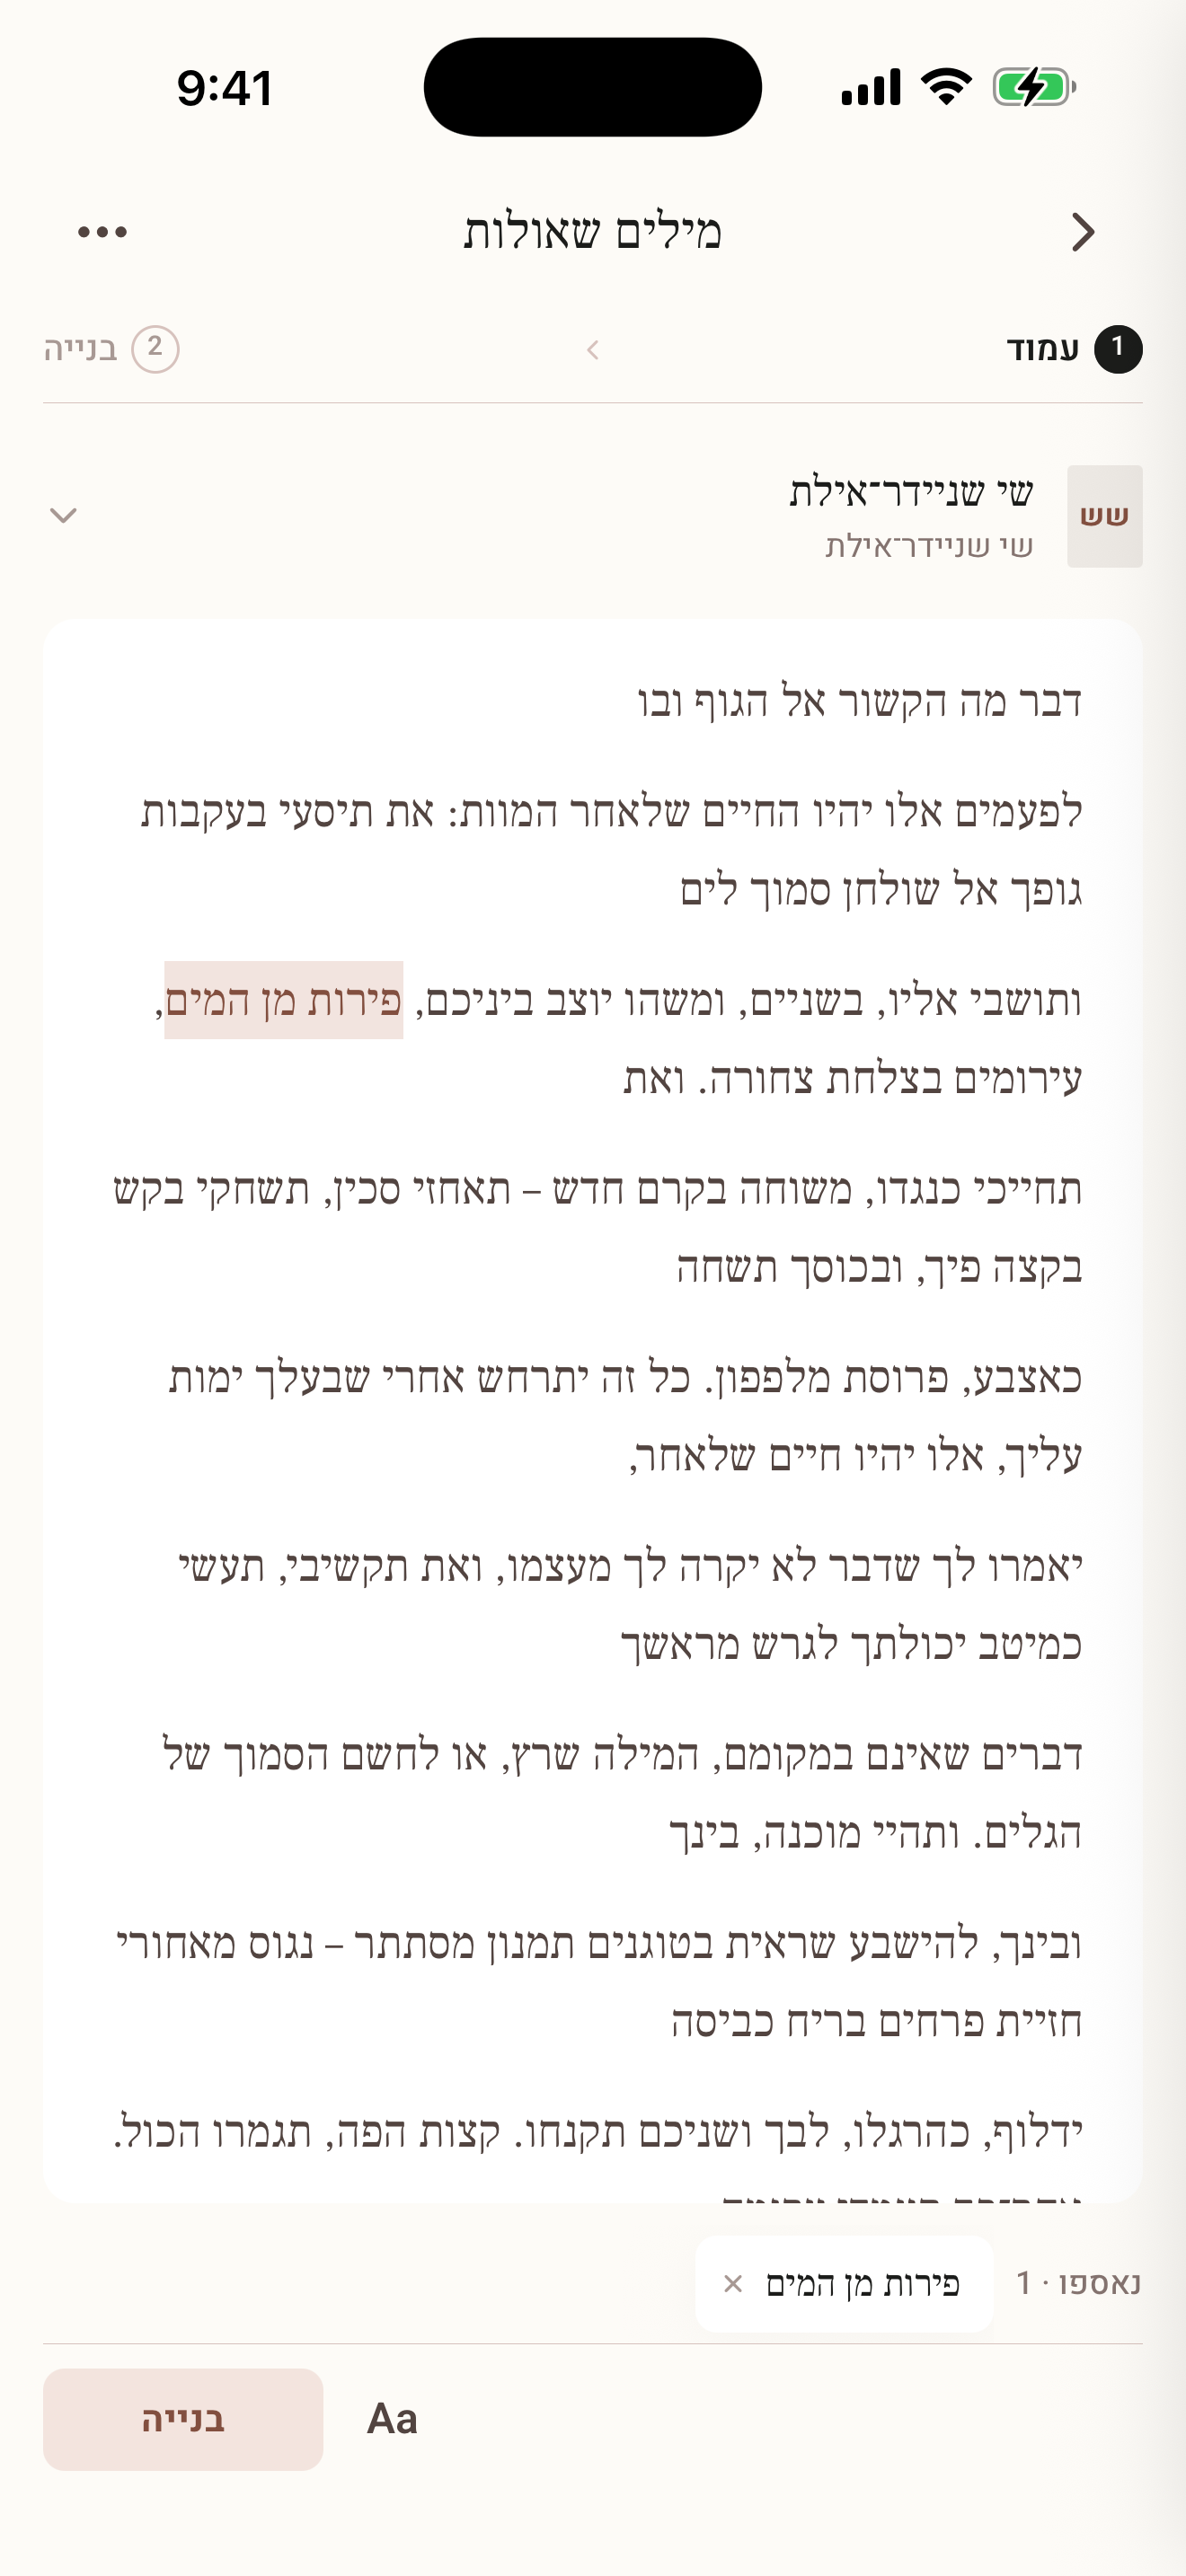 9:41
מילים שאולות
1 עמוד
2 בנייה
שש
שי שניידר־אילת
שי שניידר־אילת
דבר מה הקשור אל הגוף ובו
לפעמים אלו יהיו החיים שלאחר המוות: את תיסעי בעקבות
גופך אל שולחן סמוך לים
ותושבי אליו, בשניים, ומשהו יוצב ביניכם, פירות מן המים,
עירומים בצלחת צחורה. ואת
תחייכי כנגדו, משוחה בקרם חדש – תאחזי סכין, תשחקי בקש
בקצה פיך, ובכוסך תשחה
כאצבע, פרוסת מלפפון. כל זה יתרחש אחרי שבעלך ימות
עליך, אלו יהיו חיים שלאחר,
יאמרו לך שדבר לא יקרה לך מעצמו, ואת תקשיבי, תעשי
כמיטב יכולתך לגרש מראשך
דברים שאינם במקומם, המילה שרץ, או לחשם הסמוך של
הגלים. ותהיי מוכנה, בינך
ובינך, להישבע שראית בטוגנים תמנון מסתתר – נגוס מאחורי
חזיית פרחים בריח כביסה
ידלוף, כהרגלו, לבך ושניכם תקנחו. קצות הפה, תגמרו הכול.
נאספו · 1
פירות מן המים ×
Aa
בנייה